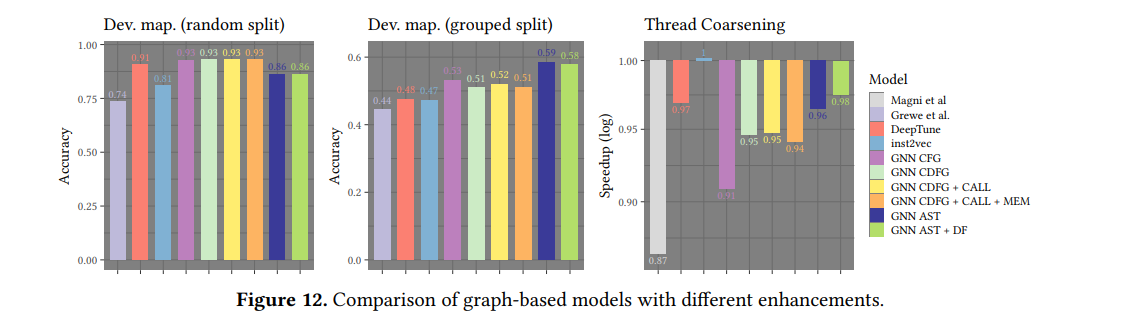 Dev. map. (random split)
Dev. map. (grouped split)
Thread Coarsening
Accuracy
1.00
0.75
0.50
0.25
0.00
0.74
0.91
0.81
0.93
0.93
0.93
0.93
0.86
0.86
Accuracy
0.6
0.4
0.2
0.0
0.44
0.48
0.47
0.53
0.51
0.52
0.51
0.59
0.58
Speedup (log)
1.00
0.95
0.90
0.87
0.97
1
0.91
0.95
0.95
0.94
0.96
0.98
Model
Magni et al
Grewe et al.
DeepTune
inst2vec
GNN CFG
GNN CDFG
GNN CDFG + CALL
GNN CDFG + CALL + MEM
GNN AST
GNN AST + DF
Figure 12. Comparison of graph-based models with different enhancements.